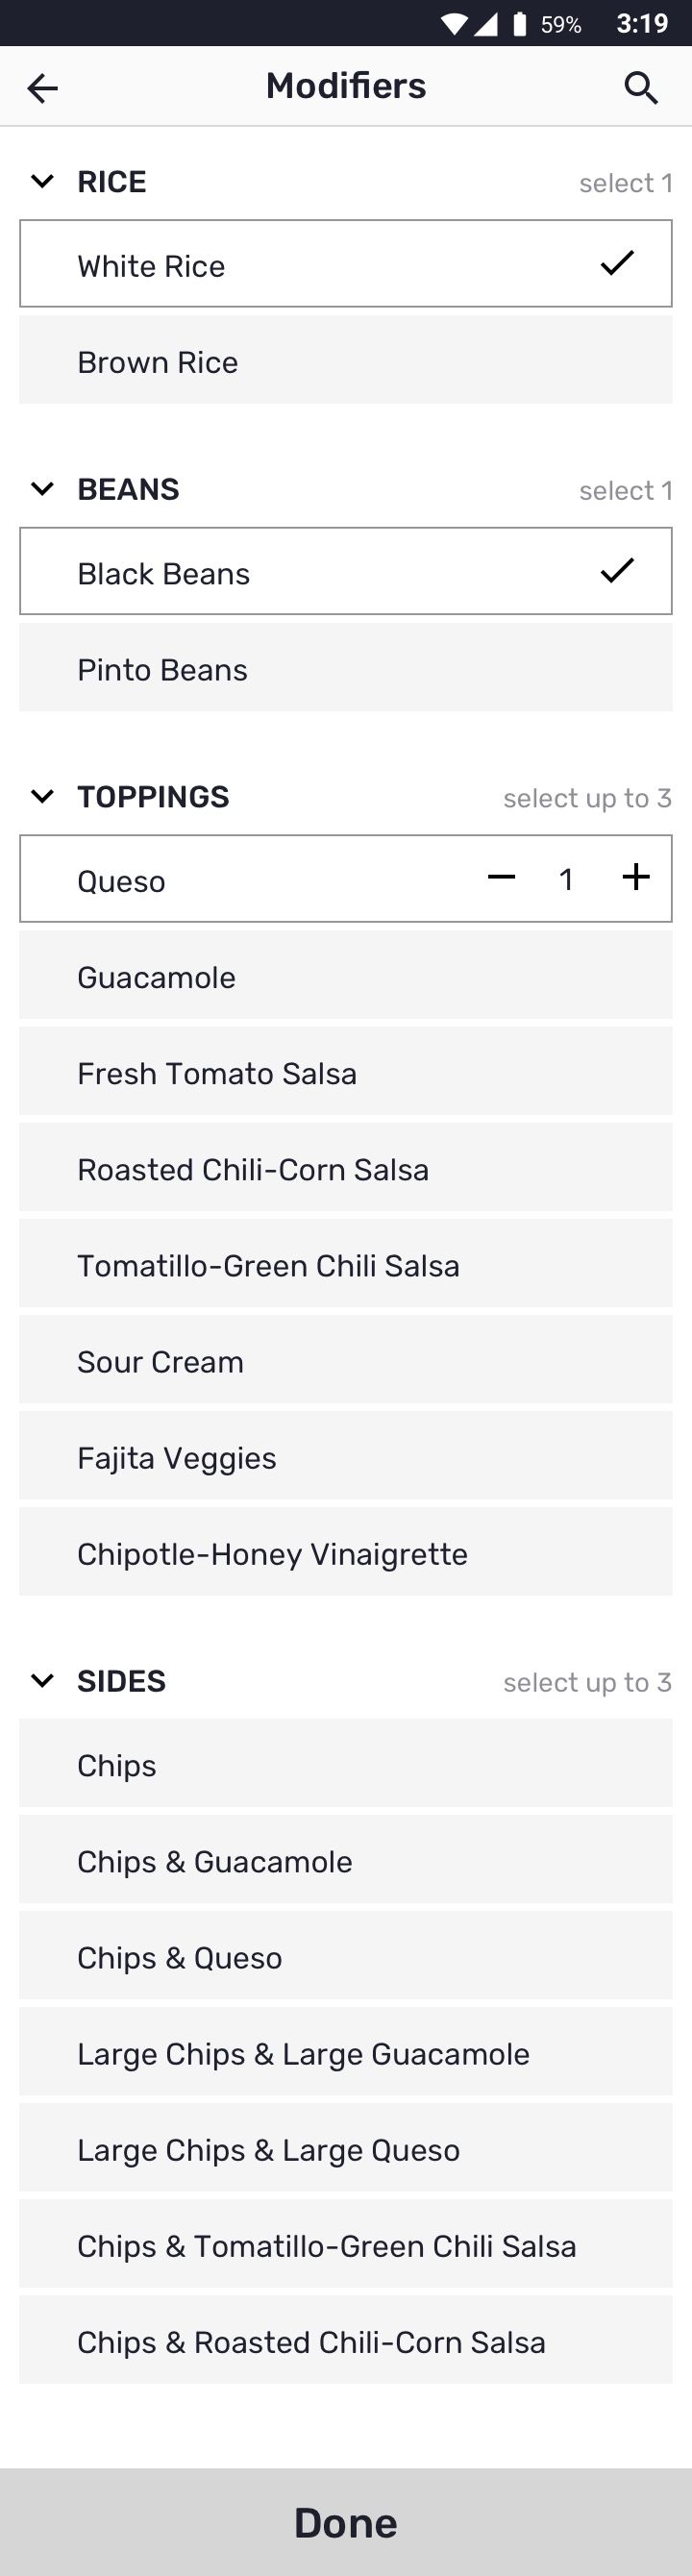 59% 3:19
Modifiers
RICE select 1
White Rice
Brown Rice
BEANS select 1
Black Beans
Pinto Beans
TOPPINGS select up to 3
Queso 1
Guacamole
Fresh Tomato Salsa
Roasted Chili-Corn Salsa
Tomatillo-Green Chili Salsa
Sour Cream
Fajita Veggies
Chipotle-Honey Vinaigrette
SIDES select up to 3
Chips
Chips & Guacamole
Chips & Queso
Large Chips & Large Guacamole
Large Chips & Large Queso
Chips & Tomatillo-Green Chili Salsa
Chips & Roasted Chili-Corn Salsa
Done